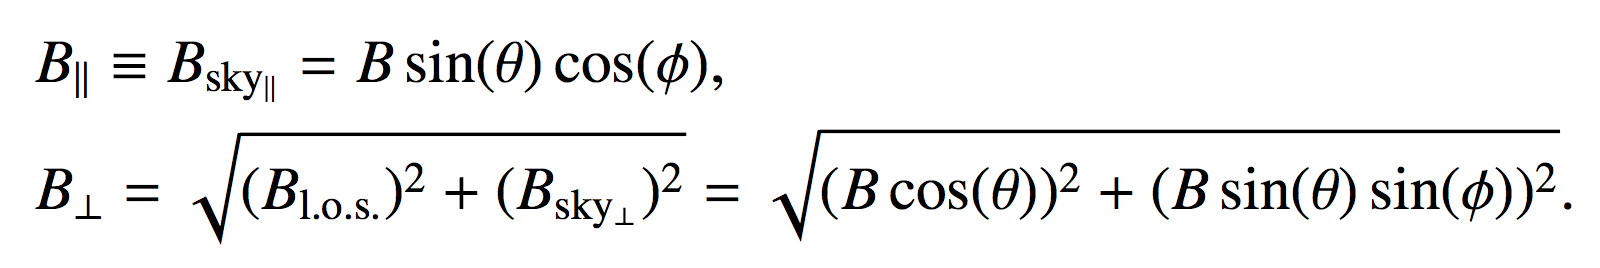 B_∥ ≡ B_{sky_∥} = B sin(θ) cos(ϕ),
B_⊥ = √((B_{l.o.s.})² + (B_{sky_⊥})²) = √((B cos(θ))² + (B sin(θ) sin(ϕ))²).